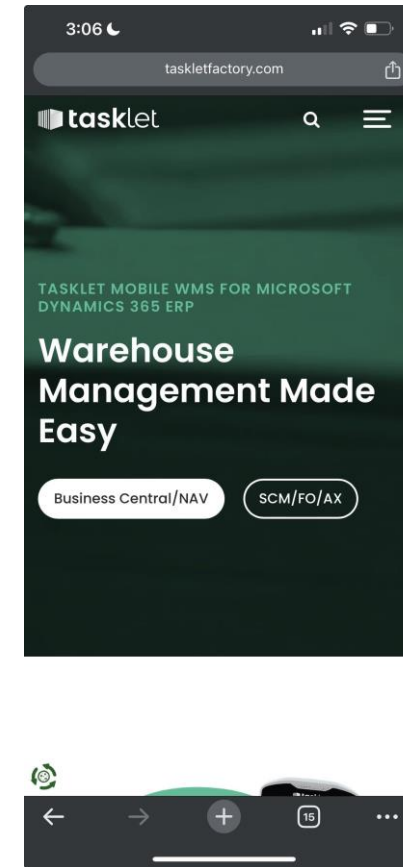 3:06
taskletfactory.com
tasklet
TASKLET MOBILE WMS FOR MICROSOFT
DYNAMICS 365 ERP
Warehouse
Management Made
Easy
Business Central/NAV
SCM/FO/AX
15